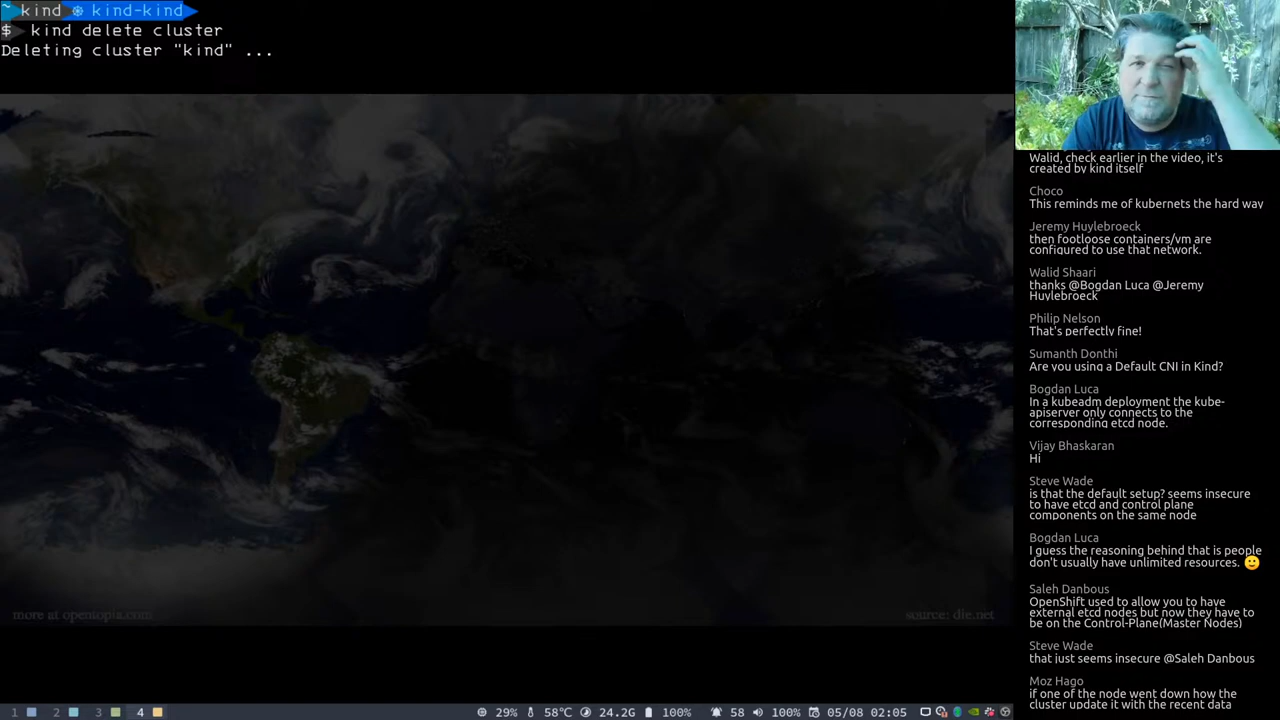 ~ kind ☸ kind-kind
$ kind delete cluster
Deleting cluster "kind" ...
more at opentopia.com
source: die.net
Walid, check earlier in the video, it's
created by kind itself
Choco
This reminds me of kubernets the hard way
Jeremy Huylebroeck
then footloose containers/vm are
configured to use that network.
Walid Shaari
thanks @Bogdan Luca @Jeremy
Huylebroeck
Philip Nelson
That's perfectly fine!
Sumanth Donthi
Are you using a Default CNI in Kind?
Bogdan Luca
In a kubeadm deployment the kube-
apiserver only connects to the
corresponding etcd node.
Vijay Bhaskaran
Hi
Steve Wade
is that the default setup? seems insecure
to have etcd and control plane
components on the same node
Bogdan Luca
I guess the reasoning behind that is people
don't usually have unlimited resources. 🙂
Saleh Danbous
OpenShift used to allow you to have
external etcd nodes but now they have to
be on the Control-Plane(Master Nodes)
Steve Wade
that just seems insecure @Saleh Danbous
Moz Hago
if one of the node went down how the
cluster update it with the recent data
1 2 3 4 29% 58°C 24.2G 100% 58 100% 05/08 02:05